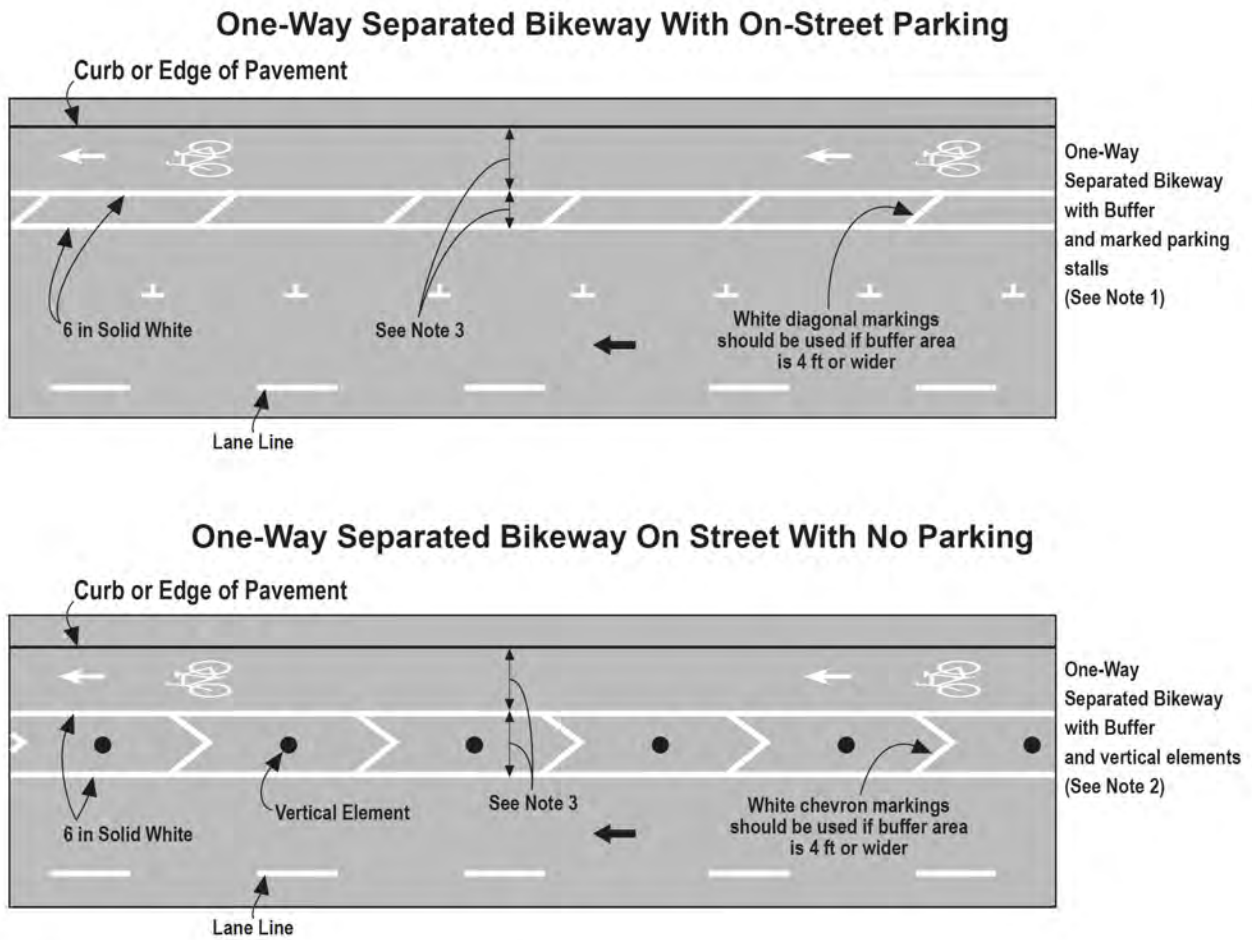 One-Way Separated Bikeway With On-Street Parking
Curb or Edge of Pavement
One-Way
Separated Bikeway
with Buffer
and marked parking
stalls
(See Note 1)
6 in Solid White
See Note 3
White diagonal markings
should be used if buffer area
is 4 ft or wider
Lane Line
One-Way Separated Bikeway On Street With No Parking
Curb or Edge of Pavement
One-Way
Separated Bikeway
with Buffer
and vertical elements
(See Note 2)
6 in Solid White
Vertical Element
See Note 3
White chevron markings
should be used if buffer area
is 4 ft or wider
Lane Line